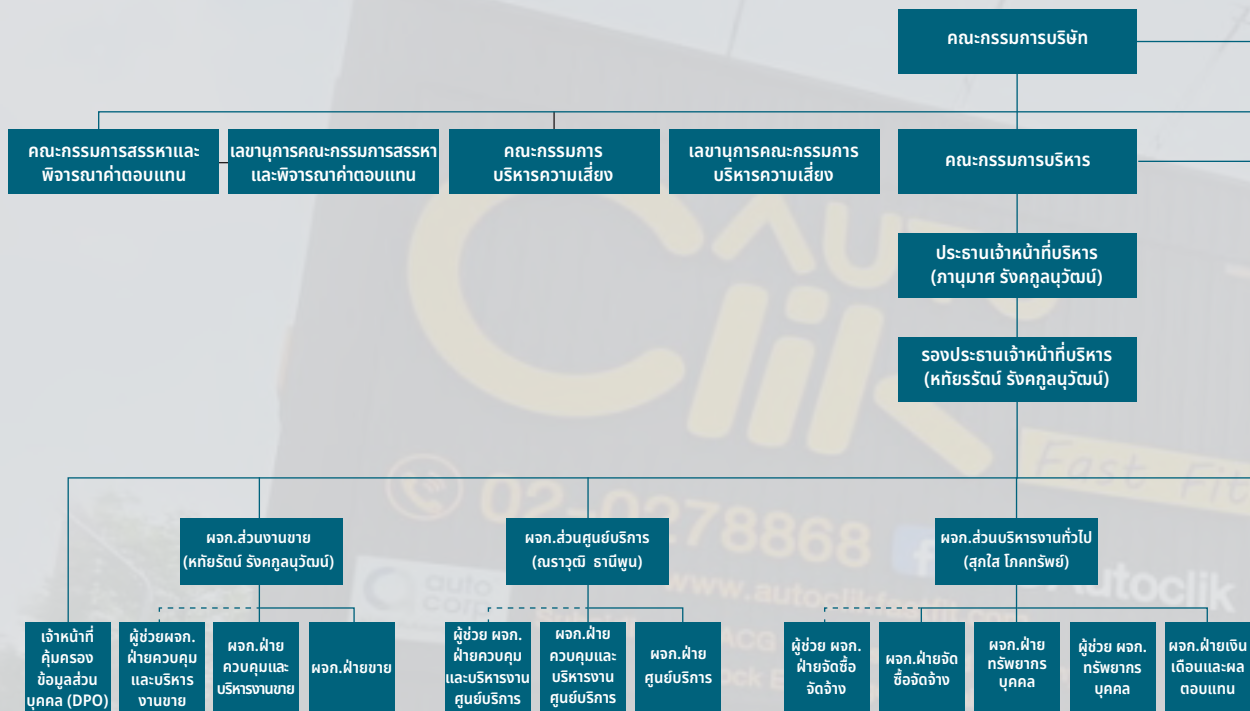 คณะกรรมการบริษัท
คณะกรรมการสรรหาและ
พิจารณาค่าตอบแทน
เลขานุการคณะกรรมการสรรหา
และพิจารณาค่าตอบแทน
คณะกรรมการ
บริหารความเสี่ยง
เลขานุการคณะกรรมการ
บริหารความเสี่ยง
คณะกรรมการบริหาร
ประธานเจ้าหน้าที่บริหาร
(ภานุมาศ รังคกูลนุวัฒน์)
รองประธานเจ้าหน้าที่บริหาร
(หทัยรรัตน์ รังคกูลนุวัฒน์)
AUTO
Clik
Fast Fit
02-0278868
f Autoclik
auto
corp
www.autoclikfastfit.com
ACG
ผจก.ส่วนงานขาย
(หทัยรัตน์ รังคกูลนุวัฒน์)
ผจก.ส่วนศูนย์บริการ
(ณราวุฒิ ธานีพูน)
ผจก.ส่วนบริหารงานทั่วไป
(สุกใส โภคทรัพย์)
เจ้าหน้าที่
คุ้มครอง
ข้อมูลส่วน
บุคคล (DPO)
ผู้ช่วยผจก.
ฝ่ายควบคุม
และบริหาร
งานขาย
ผจก.ฝ่าย
ควบคุมและ
บริหารงานขาย
ผจก.ฝ่ายขาย
ผู้ช่วย ผจก.
ฝ่ายควบคุม
และบริหารงาน
ศูนย์บริการ
ผจก.ฝ่าย
ควบคุมและ
บริหารงาน
ศูนย์บริการ
ผจก.ฝ่าย
ศูนย์บริการ
ผู้ช่วย ผจก.
ฝ่ายจัดซื้อ
จัดจ้าง
ผจก.ฝ่ายจัด
ซื้อจัดจ้าง
ผจก.ฝ่าย
ทรัพยากร
บุคคล
ผู้ช่วย ผจก.
ทรัพยากร
บุคคล
ผจก.ฝ่ายเงิน
เดือนและผล
ตอบแทน